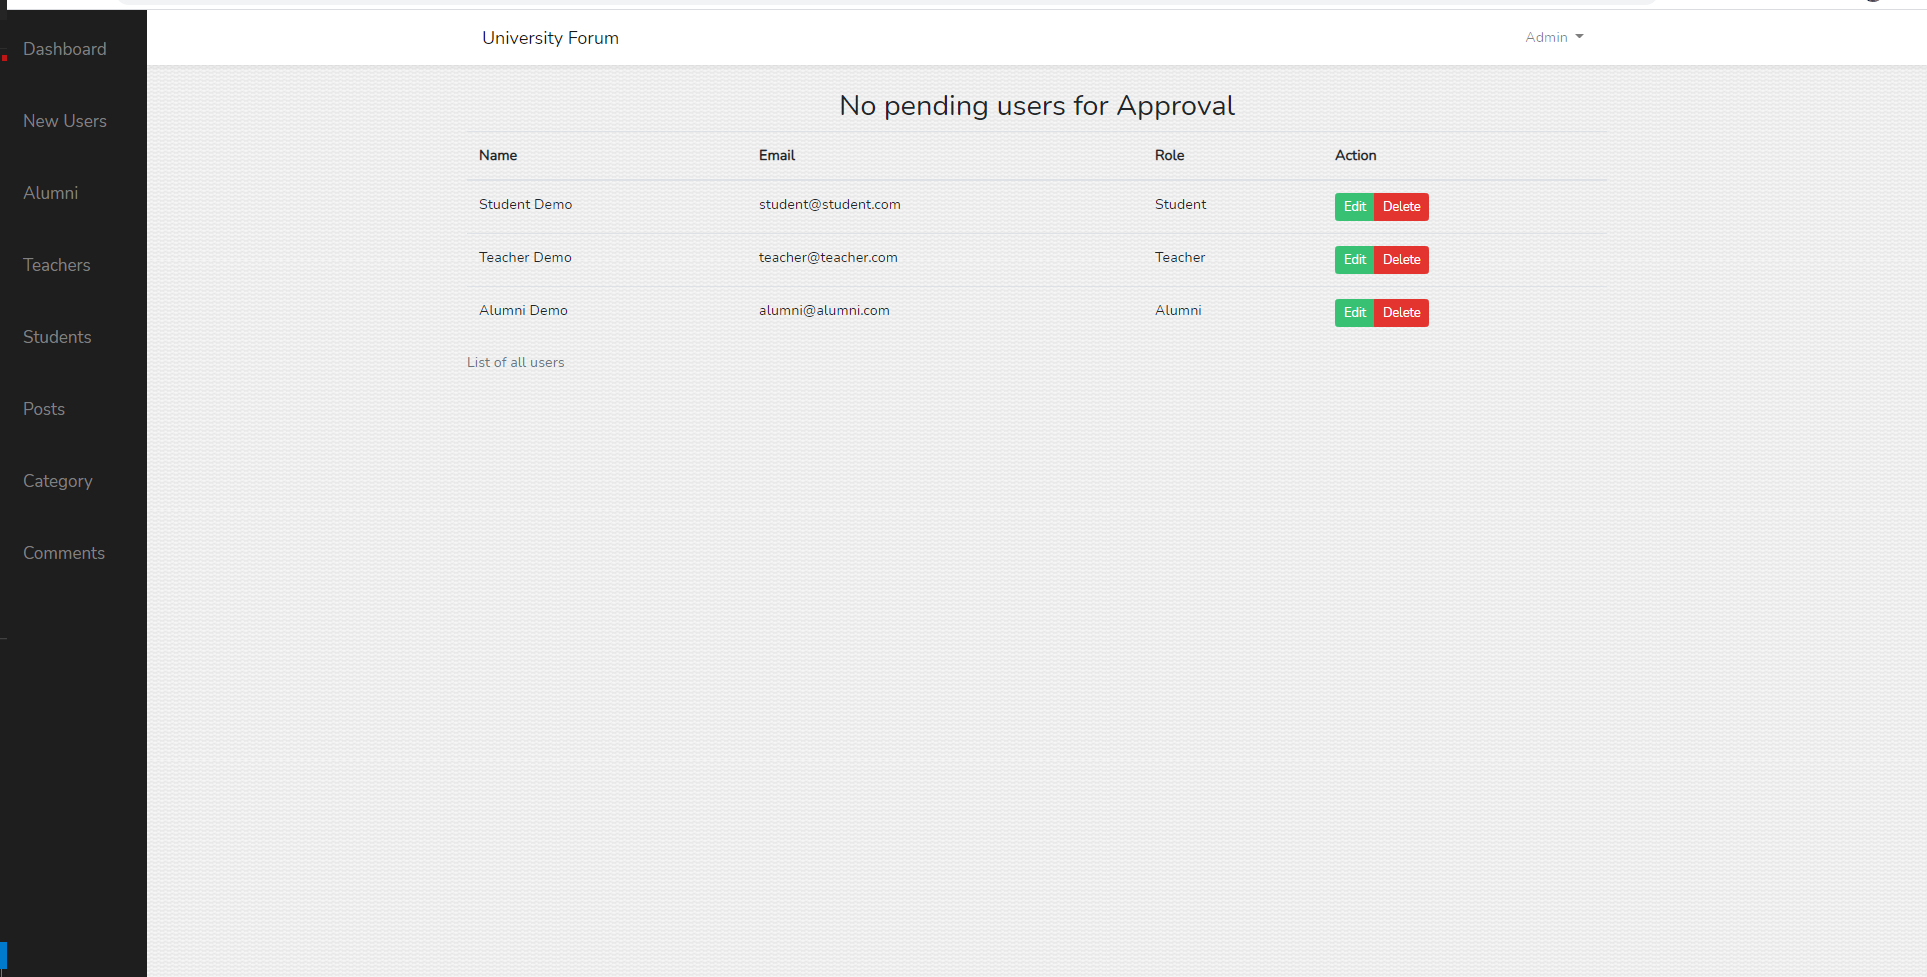 University Forum
Admin
Dashboard
New Users
Alumni
Teachers
Students
Posts
Category
Comments
No pending users for Approval
Name Email Role Action
Student Demo student@student.com Student Edit Delete
Teacher Demo teacher@teacher.com Teacher Edit Delete
Alumni Demo alumni@alumni.com Alumni Edit Delete
List of all users